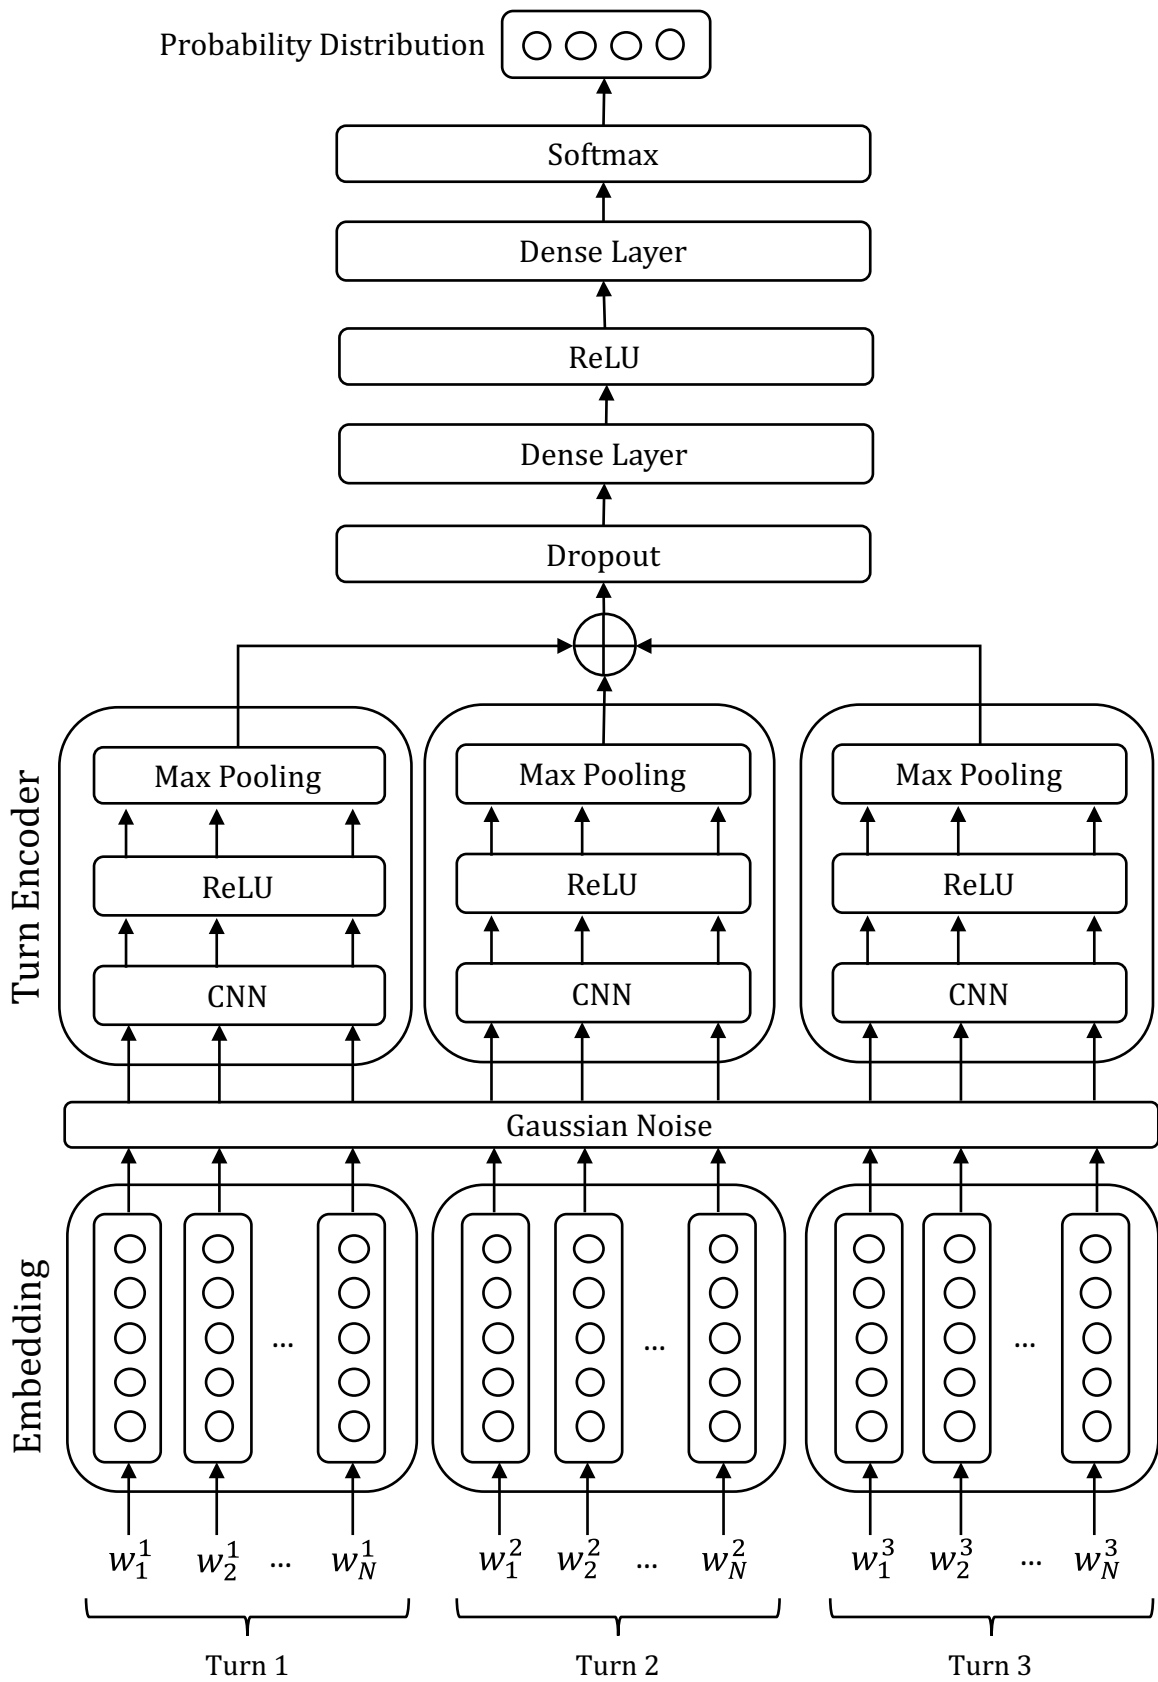 Probability Distribution
Softmax
Dense Layer
ReLU
Dense Layer
Dropout
Turn Encoder
Max Pooling Max Pooling Max Pooling
ReLU ReLU ReLU
CNN CNN CNN
Gaussian Noise
Embedding
... ... ...
w_1^1 w_2^1 ... w_N^1 w_1^2 w_2^2 ... w_N^2 w_1^3 w_2^3 ... w_N^3
Turn 1 Turn 2 Turn 3